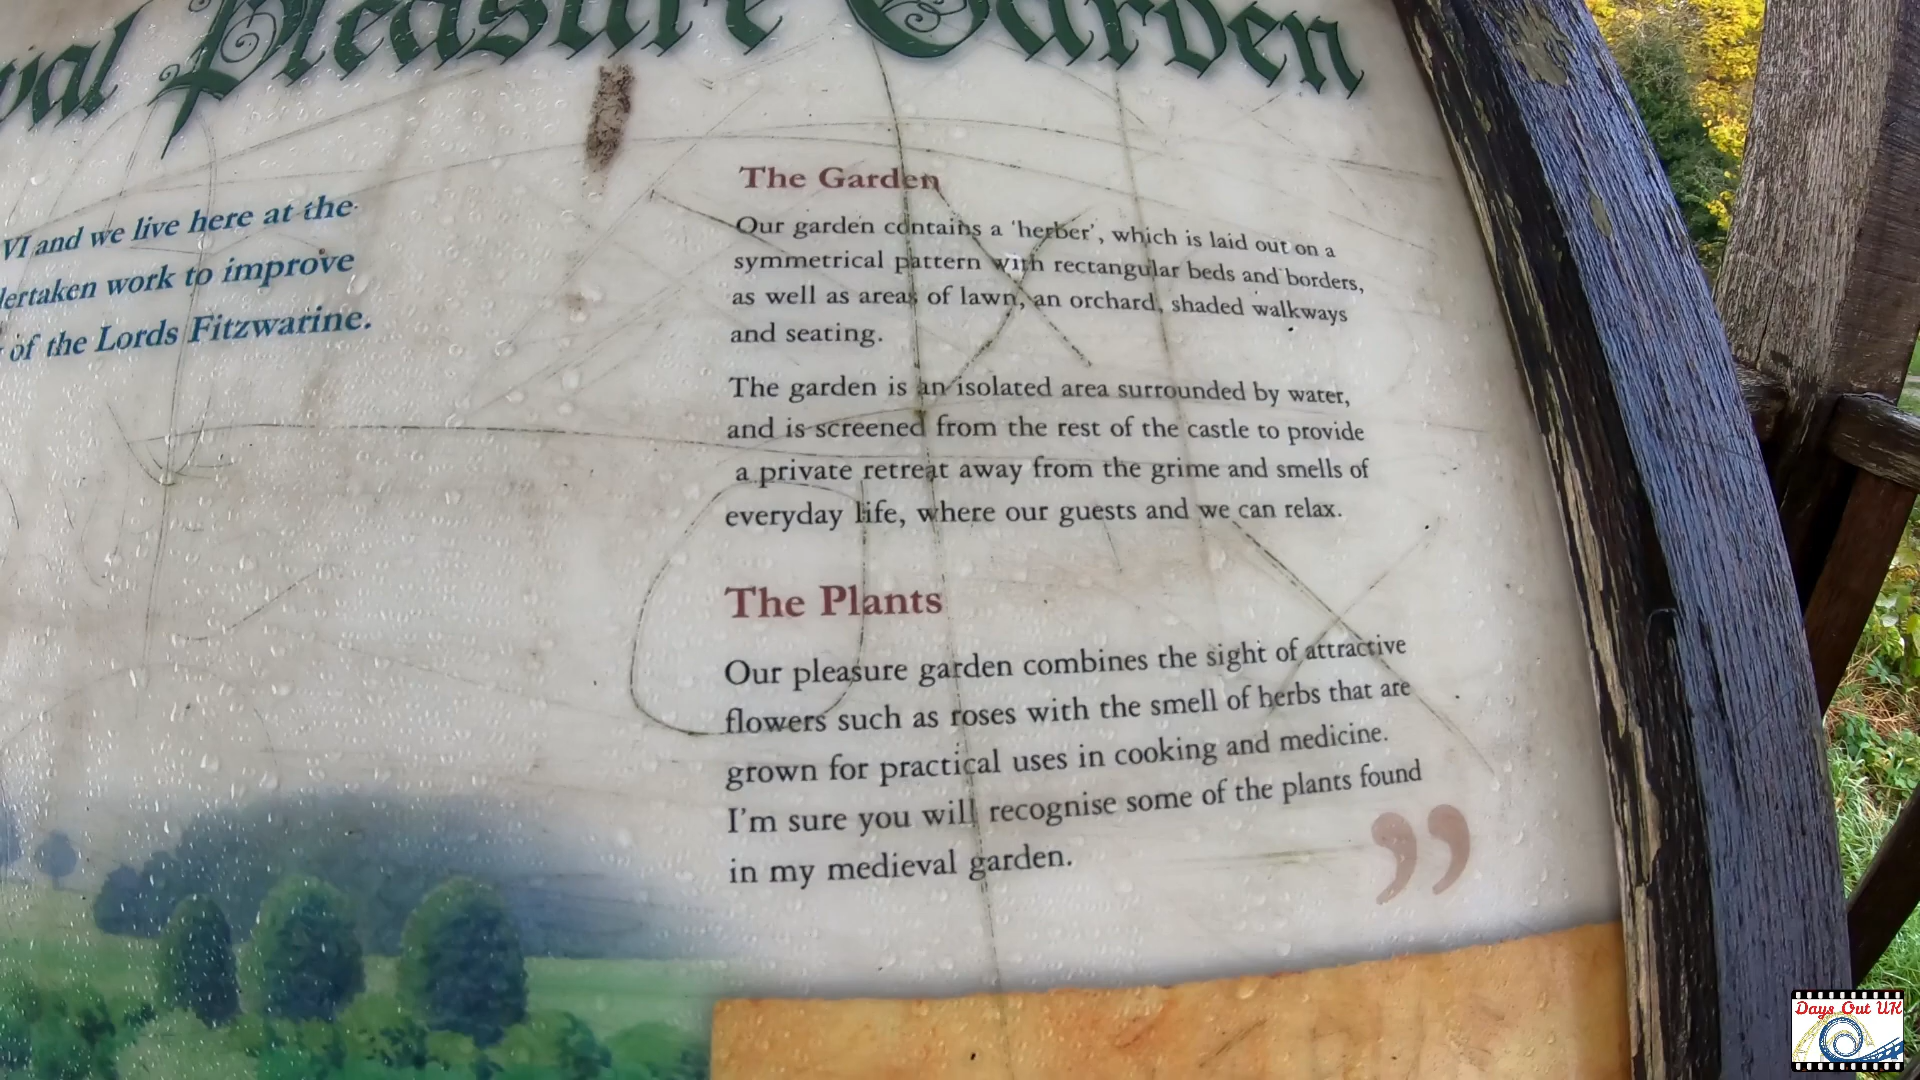 Pleasure Garden
VI and we live here at the
work to improve
of the Lords Fitzwarine.
The Garden
Our garden contains a 'herber', which is laid out on a
symmetrical pattern with rectangular beds and borders,
as well as areas of lawn, an orchard, shaded walkways
and seating.
The garden is an isolated area surrounded by water,
and is screened from the rest of the castle to provide
a private retreat away from the grime and smells of
everyday life, where our guests and we can relax.
The Plants
Our pleasure garden combines the sight of attractive
flowers such as roses with the smell of herbs that are
grown for practical uses in cooking and medicine.
I'm sure you will recognise some of the plants found
in my medieval garden.
”
Days Out UK